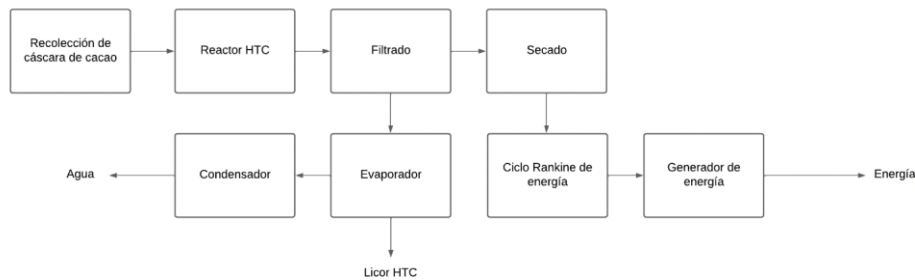 Recolección de
cáscara de cacao
Reactor HTC
Filtrado
Secado
Agua
Condensador
Evaporador
Ciclo Rankine de
energía
Generador de
energía
Energía
Licor HTC